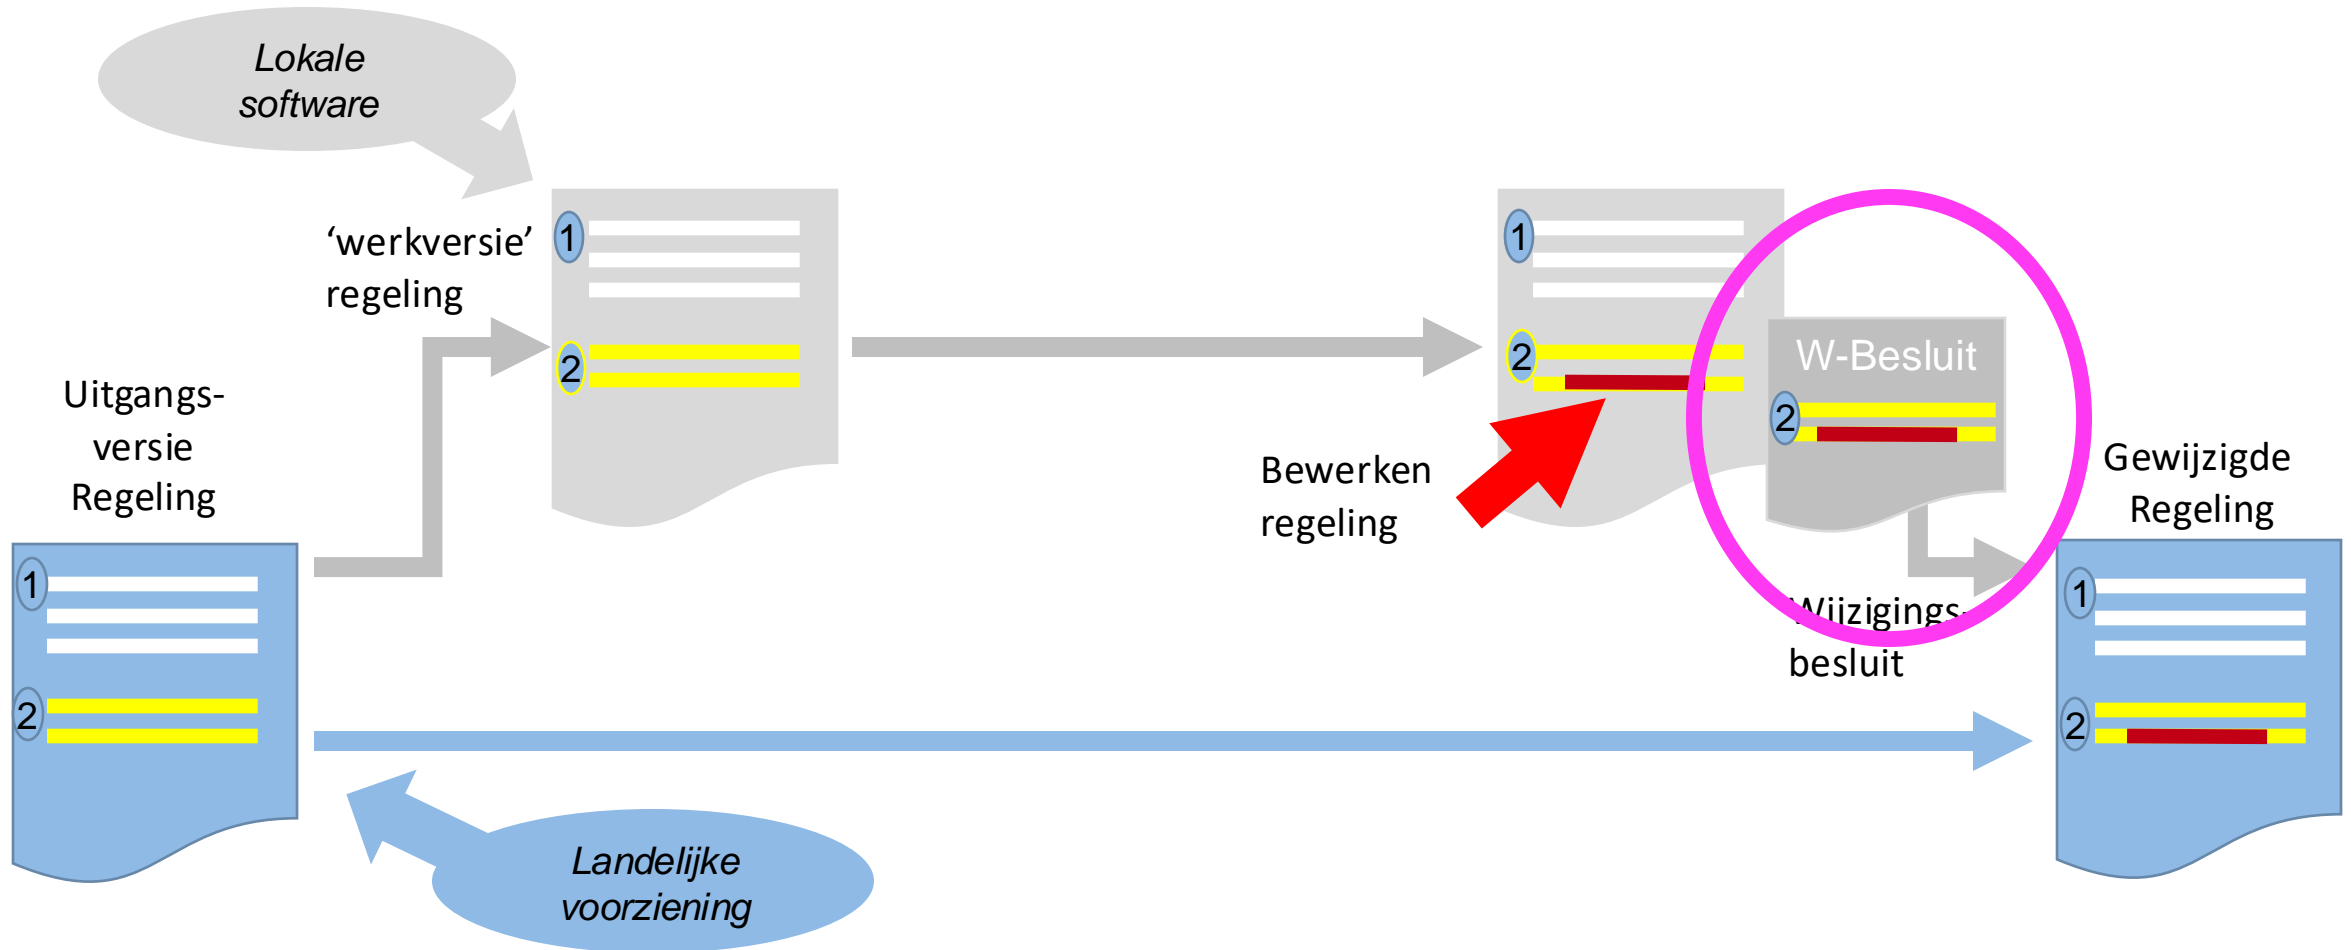 Lokale
software
‘werkversie’
regeling
1
2
Uitgangs-
versie
Regeling
1
2
1
2
Bewerken
regeling
W-Besluit
2
Wijzigings-
besluit
Gewijzigde
Regeling
1
2
Landelijke
voorziening